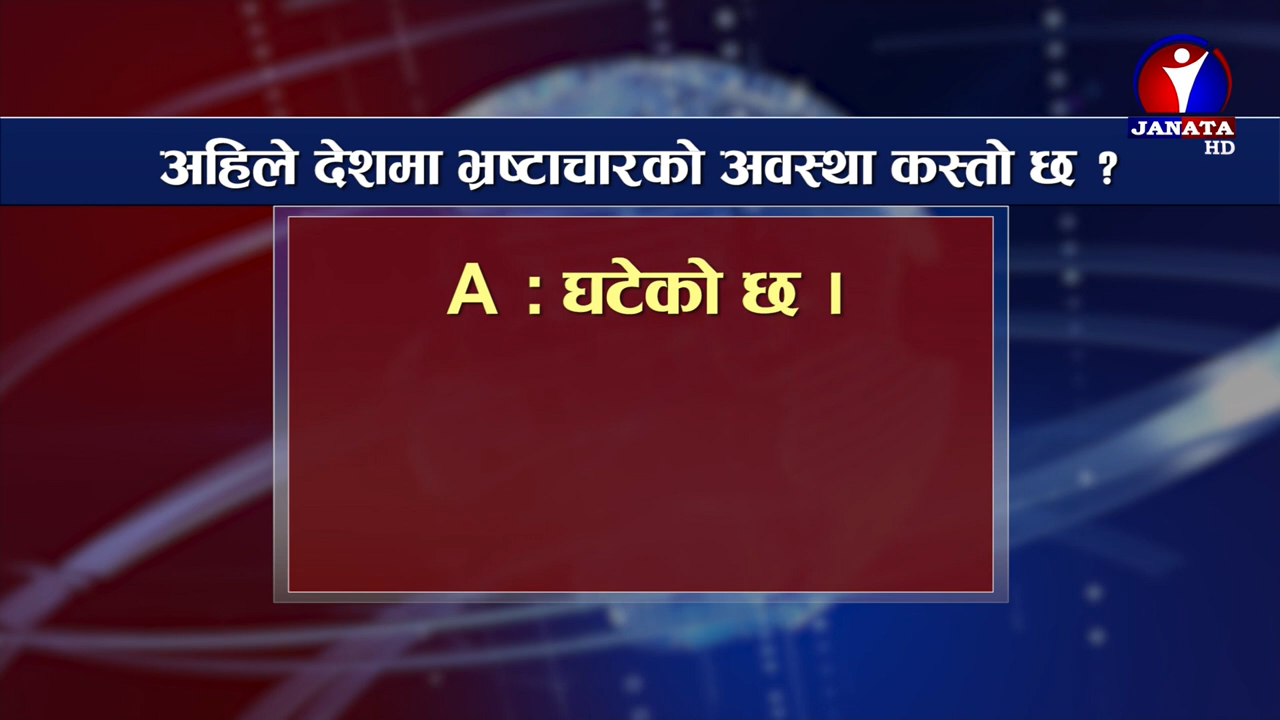 JANATA
HD
अहिले देशमा भ्रष्टाचारको अवस्था कस्तो छ ?
A : घटेको छ ।